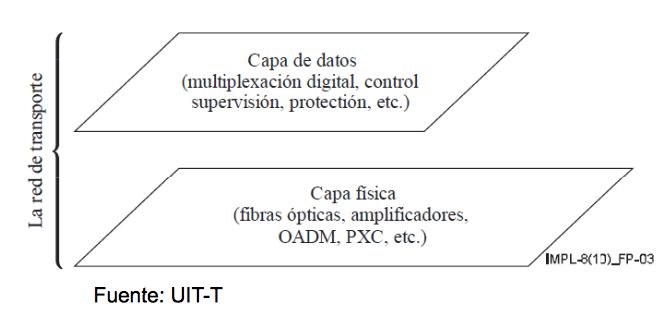 La red de transporte
Capa de datos
(multiplexación digital, control
supervisión, protección, etc.)
Capa física
(fibras ópticas, amplificadores,
OADM, PXC, etc.)
IMPL-8(10)_FP-03
Fuente: UIT-T